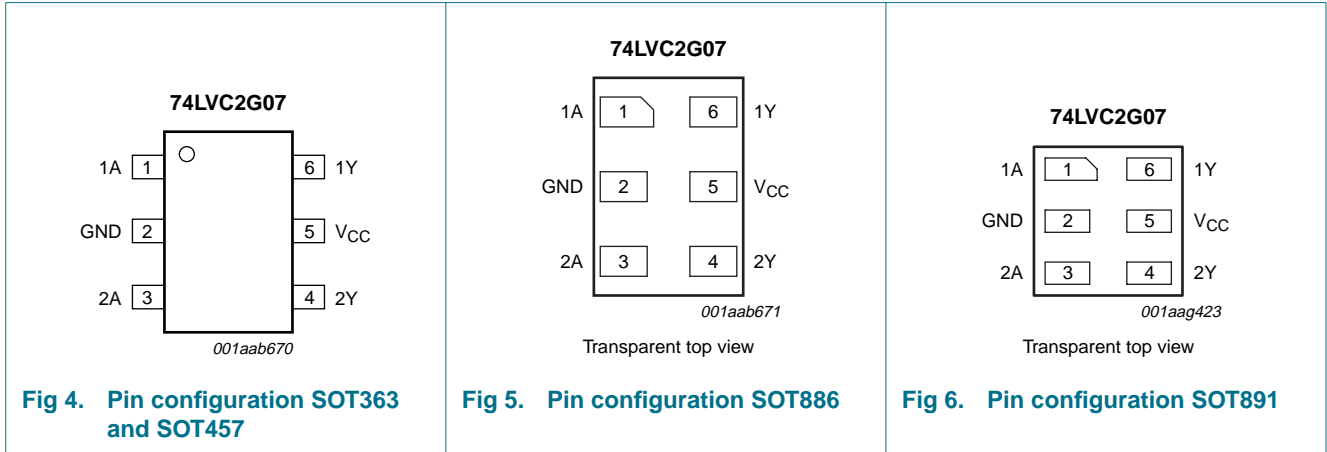 74LVC2G07
1A 1 6 1Y
GND 2 5 VCC
2A 3 4 2Y
001aab670
Fig 4. Pin configuration SOT363
and SOT457
74LVC2G07
1A 1 6 1Y
GND 2 5 VCC
2A 3 4 2Y
001aab671
Transparent top view
Fig 5. Pin configuration SOT886
74LVC2G07
1A 1 6 1Y
GND 2 5 VCC
2A 3 4 2Y
001aag423
Transparent top view
Fig 6. Pin configuration SOT891